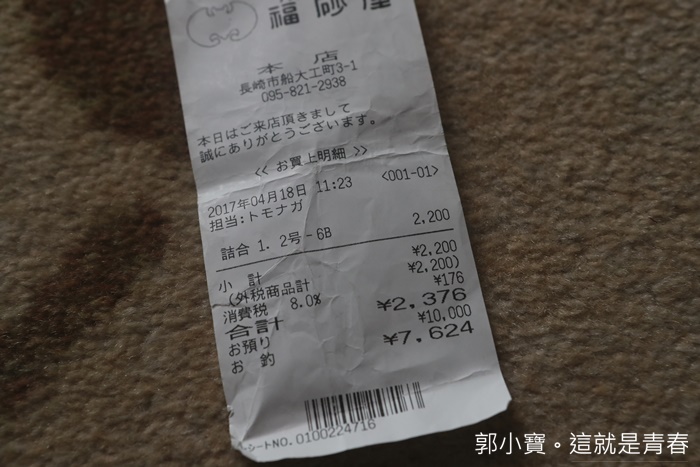 福砂屋
本 店
長崎市船大工町3-1
095-821-2938
本日はご来店頂きまして
誠にありがとうございます。
<< お買上明細 >>
2017年04月18日 11:23 <001-01>
担当:トモナガ
詰合 1. 2号-6B 2,200
小 計 ¥2,200
(外税商品計 ¥2,200)
消費税 8.0% ¥176
合計 ¥2,376
お預り ¥10,000
お 釣 ¥7,624
シートNO. 0100224716
郭小寶。這就是青春